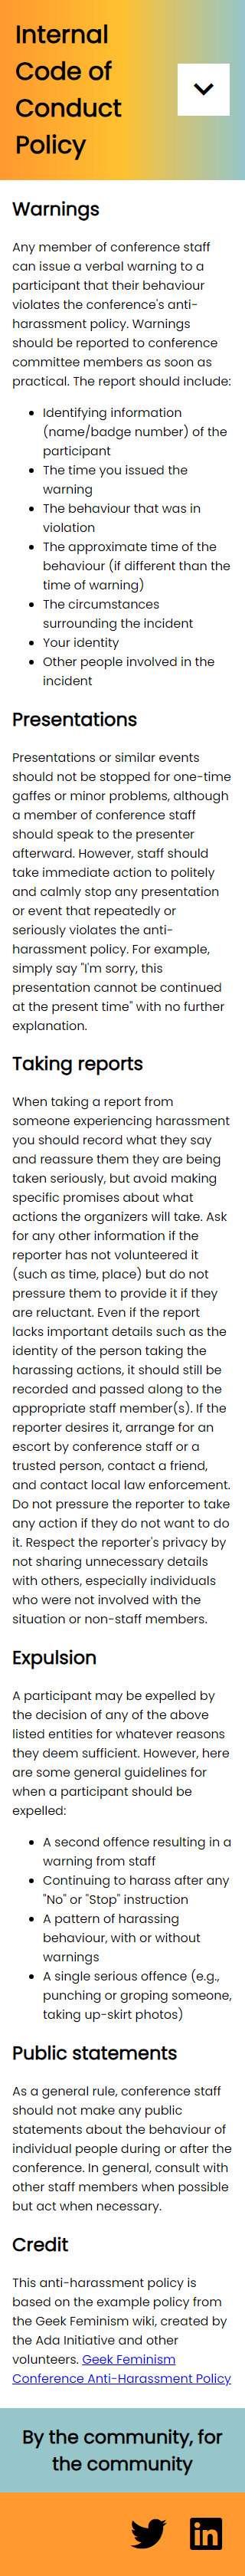 Internal
Code of
Conduct
Policy
Warnings
Any member of conference staff
can issue a verbal warning to a
participant that their behaviour
violates the conference's anti-
harassment policy. Warnings
should be reported to conference
committee members as soon as
practical. The report should include:
• Identifying information
(name/badge number) of the
participant
• The time you issued the
warning
• The behaviour that was in
violation
• The approximate time of the
behaviour (if different than the
time of warning)
• The circumstances
surrounding the incident
• Your identity
• Other people involved in the
incident
Presentations
Presentations or similar events
should not be stopped for one-time
gaffes or minor problems, although
a member of conference staff
should speak to the presenter
afterward. However, staff should
take immediate action to politely
and calmly stop any presentation
or event that repeatedly or
seriously violates the anti-
harassment policy. For example,
simply say "I'm sorry, this
presentation cannot be continued
at the present time" with no further
explanation.
Taking reports
When taking a report from
someone experiencing harassment
you should record what they say
and reassure them they are being
taken seriously, but avoid making
specific promises about what
actions the organizers will take. Ask
for any other information if the
reporter has not volunteered it
(such as time, place) but do not
pressure them to provide it if they
are reluctant. Even if the report
lacks important details such as the
identity of the person taking the
harassing actions, it should still be
recorded and passed along to the
appropriate staff member(s). If the
reporter desires it, arrange for an
escort by conference staff or a
trusted person, contact a friend,
and contact local law enforcement.
Do not pressure the reporter to take
any action if they do not want to do
it. Respect the reporter's privacy by
not sharing unnecessary details
with others, especially individuals
who were not involved with the
situation or non-staff members.
Expulsion
A participant may be expelled by
the decision of any of the above
listed entities for whatever reasons
they deem sufficient. However, here
are some general guidelines for
when a participant should be
expelled:
• A second offence resulting in a
warning from staff
• Continuing to harass after any
"No" or "Stop" instruction
• A pattern of harassing
behaviour, with or without
warnings
• A single serious offence (e.g.,
punching or groping someone,
taking up-skirt photos)
Public statements
As a general rule, conference staff
should not make any public
statements about the behaviour of
individual people during or after the
conference. In general, consult with
other staff members when possible
but act when necessary.
Credit
This anti-harassment policy is
based on the example policy from
the Geek Feminism wiki, created by
the Ada Initiative and other
volunteers. Geek Feminism
Conference Anti-Harassment Policy
By the community, for
the community
in